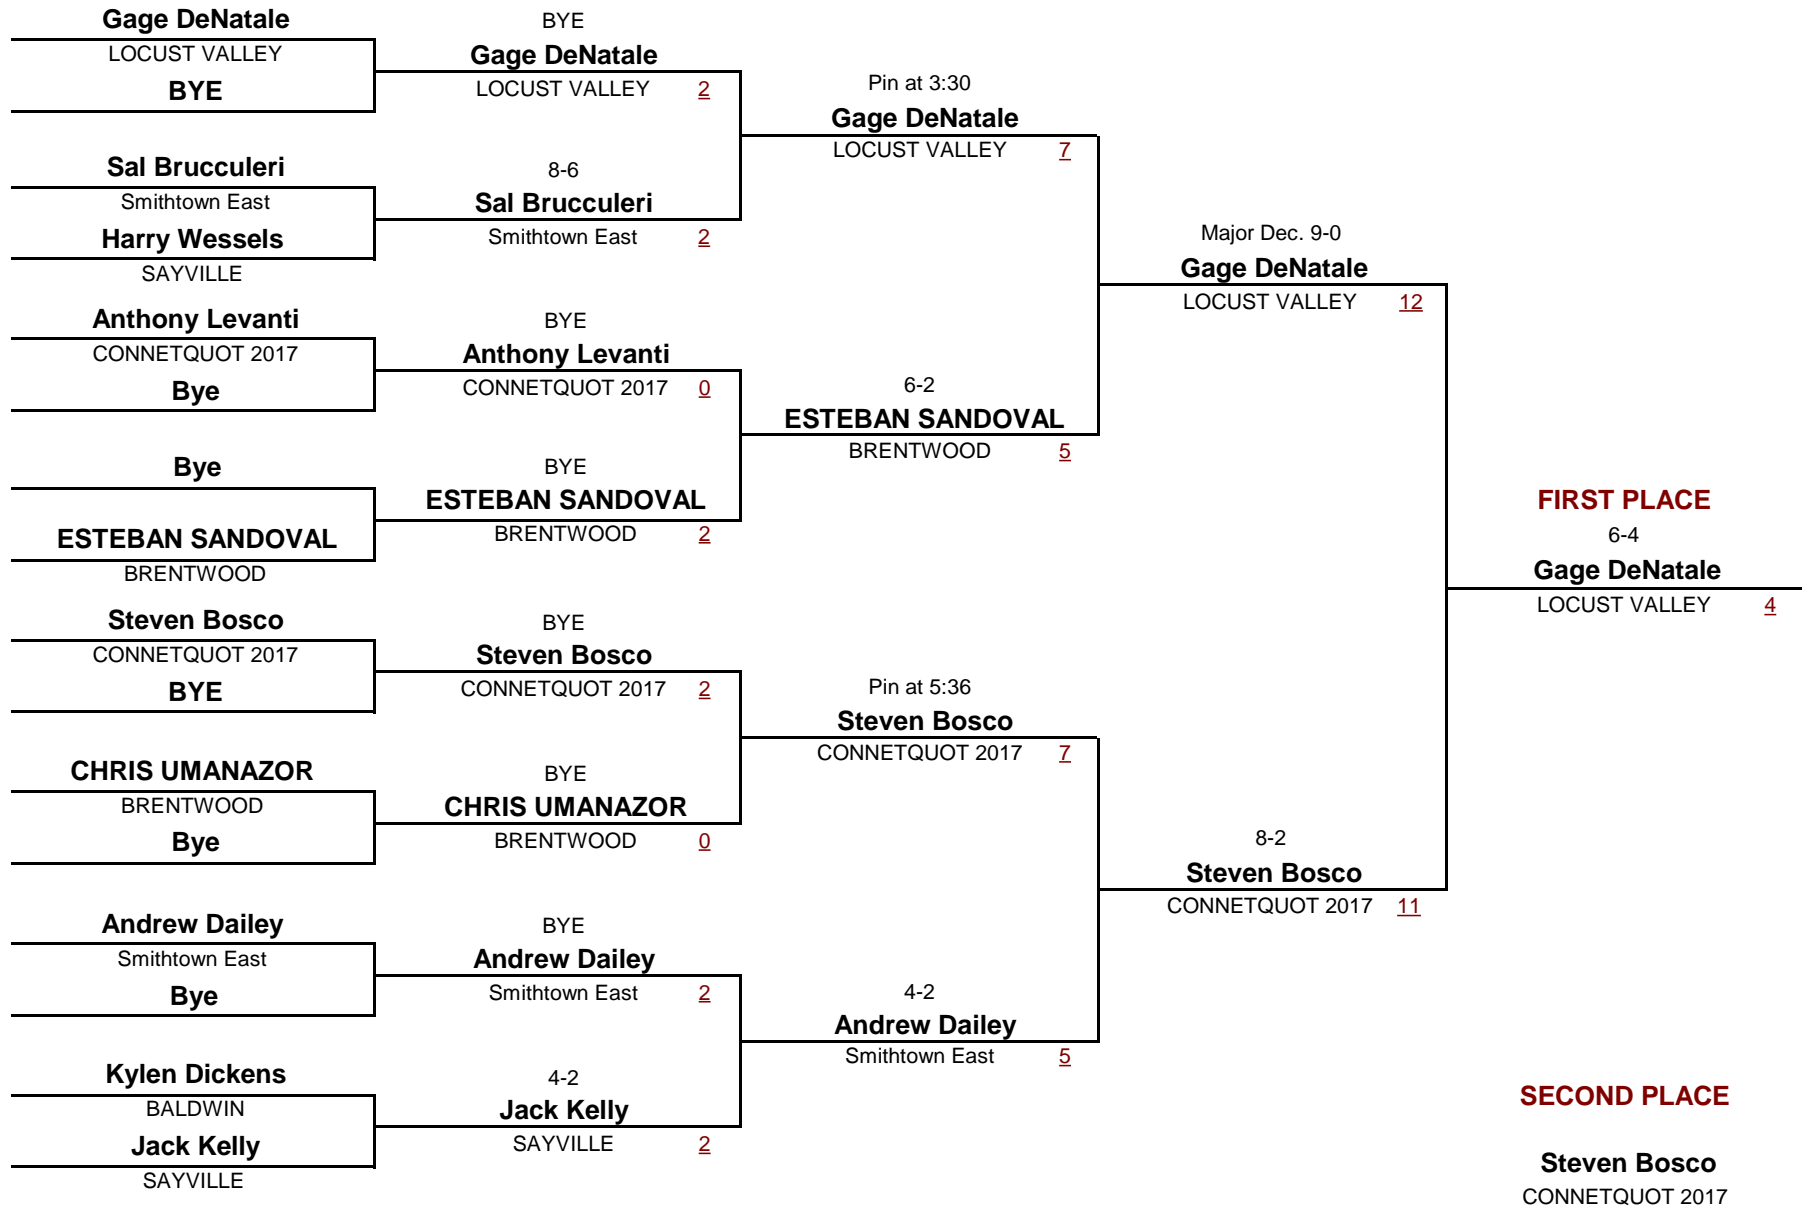 Gage DeNatale
LOCUST VALLEY
BYE
Sal Brucculeri
Smithtown East
Harry Wessels
SAYVILLE
Anthony Levanti
CONNETQUOT 2017
Bye
Bye
ESTEBAN SANDOVAL
BRENTWOOD
Steven Bosco
CONNETQUOT 2017
BYE
CHRIS UMANAZOR
BRENTWOOD
Bye
Andrew Dailey
Smithtown East
Bye
Kylen Dickens
BALDWIN
Jack Kelly
SAYVILLE
BYE
Gage DeNatale
LOCUST VALLEY 2
8-6
Sal Brucculeri
Smithtown East 2
BYE
Anthony Levanti
CONNETQUOT 2017 0
BYE
ESTEBAN SANDOVAL
BRENTWOOD 2
BYE
Steven Bosco
CONNETQUOT 2017 2
BYE
CHRIS UMANAZOR
BRENTWOOD 0
BYE
Andrew Dailey
Smithtown East 2
4-2
Jack Kelly
SAYVILLE 2
Pin at 3:30
Gage DeNatale
LOCUST VALLEY 7
6-2
ESTEBAN SANDOVAL
BRENTWOOD 5
Pin at 5:36
Steven Bosco
CONNETQUOT 2017 7
4-2
Andrew Dailey
Smithtown East 5
Major Dec. 9-0
Gage DeNatale
LOCUST VALLEY 12
8-2
Steven Bosco
CONNETQUOT 2017 11
FIRST PLACE
6-4
Gage DeNatale
LOCUST VALLEY 4
SECOND PLACE
Steven Bosco
CONNETQUOT 2017